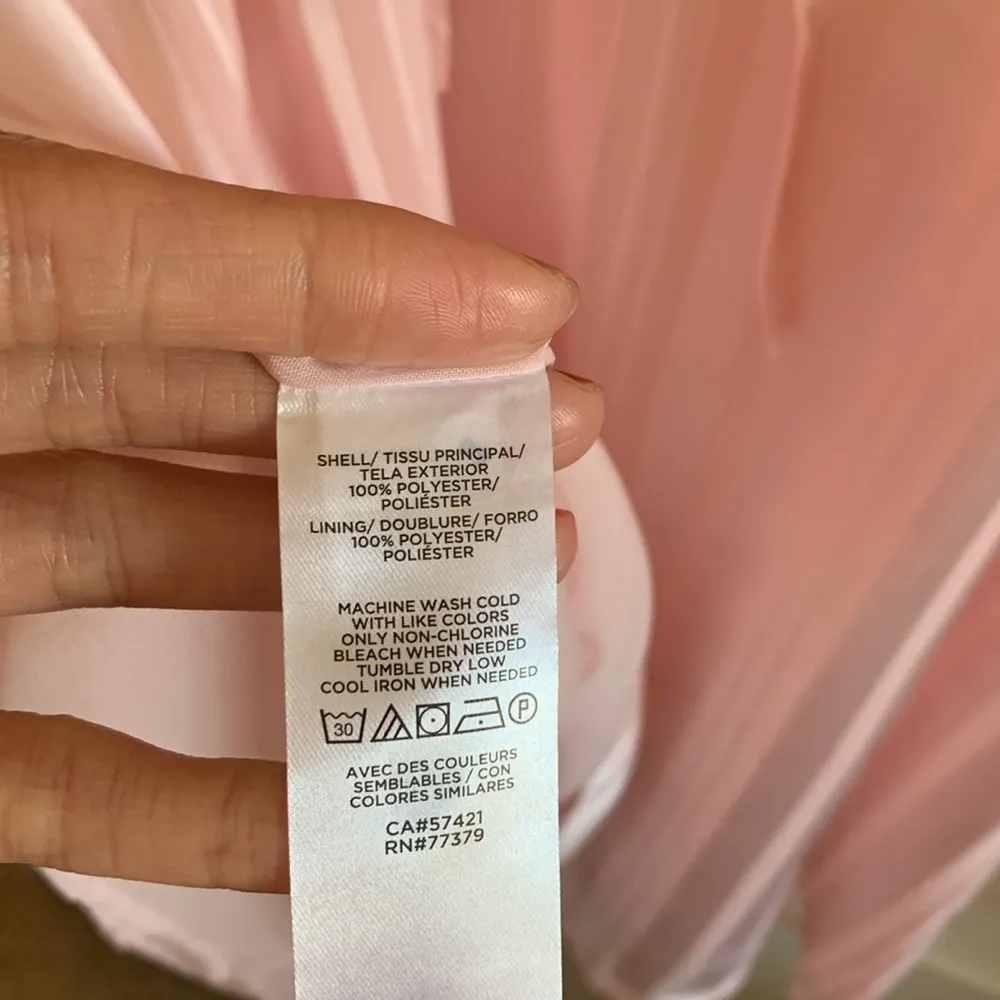 SHELL/ TISSU PRINCIPAL/
TELA EXTERIOR
100% POLYESTER/
POLIÉSTER
LINING/ DOUBLURE/ FORRO
100% POLYESTER/
POLIÉSTER
MACHINE WASH COLD
WITH LIKE COLORS
ONLY NON-CHLORINE
BLEACH WHEN NEEDED
TUMBLE DRY LOW
COOL IRON WHEN NEEDED
30 P
AVEC DES COULEURS
SEMBLABLES / CON
COLORES SIMILARES
CA#57421
RN#77379